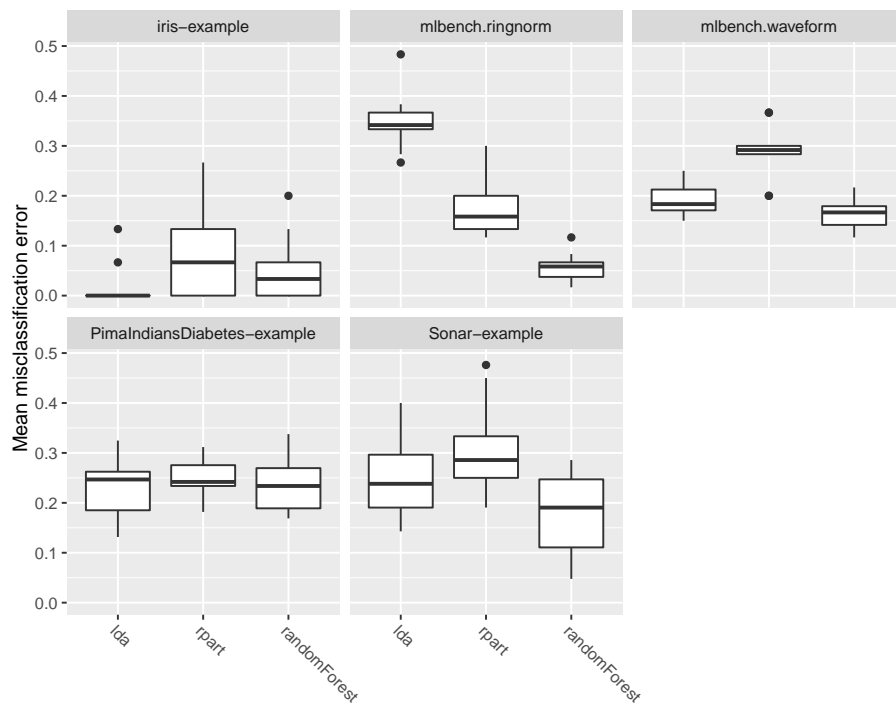 iris−example
mlbench.ringnorm
mlbench.waveform
0.5
0.4
0.3
0.2
0.1
0.0
PimaIndiansDiabetes−example
Sonar−example
0.5
0.4
0.3
0.2
0.1
0.0
Mean misclassification error
lda
rpart
randomForest
lda
rpart
randomForest